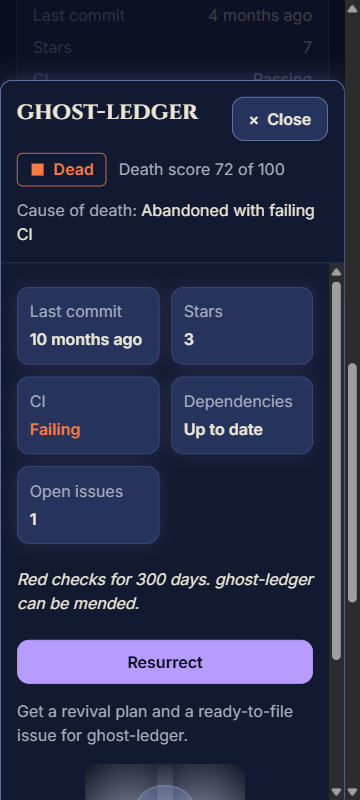 Last commit 4 months ago
Stars 7
CI Passing
GHOST-LEDGER
× Close
Dead Death score 72 of 100
Cause of death: Abandoned with failing
CI
Last commit
10 months ago
Stars
3
CI
Failing
Dependencies
Up to date
Open issues
1
Red checks for 300 days. ghost-ledger
can be mended.
Resurrect
Get a revival plan and a ready-to-file
issue for ghost-ledger.